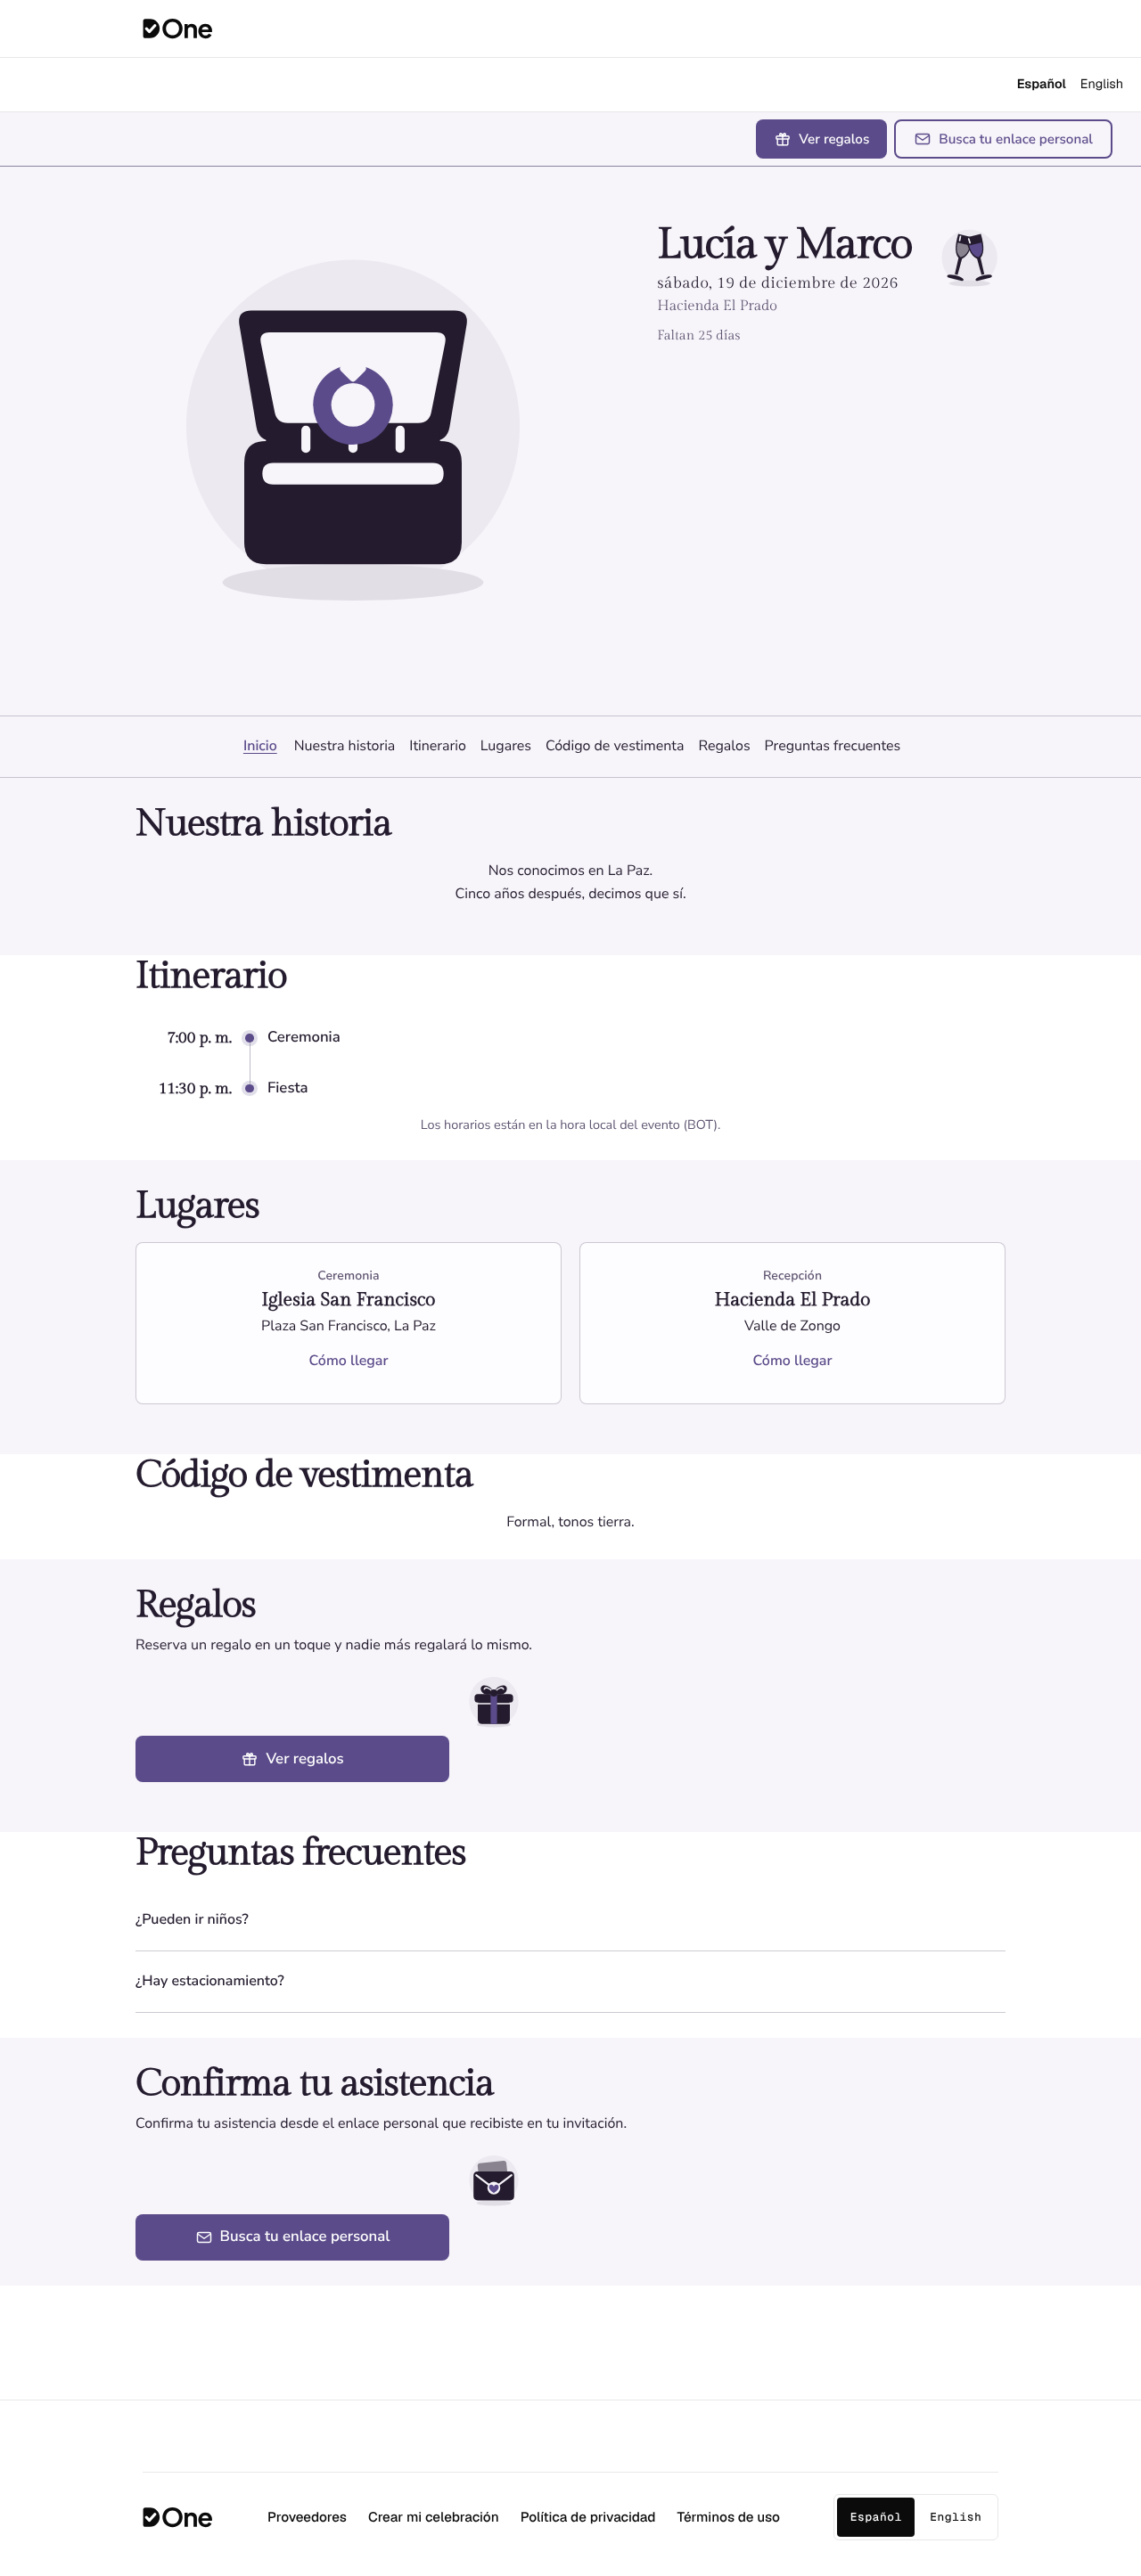 DOne
Español English
Ver regalos Busca tu enlace personal
Lucía y Marco
sábado, 19 de diciembre de 2026
Hacienda El Prado
Faltan 25 días
Inicio Nuestra historia Itinerario Lugares Código de vestimenta Regalos Preguntas frecuentes
Nuestra historia
Nos conocimos en La Paz.
Cinco años después, decimos que sí.
Itinerario
7:00 p. m. Ceremonia
11:30 p. m. Fiesta
Los horarios están en la hora local del evento (BOT).
Lugares
Ceremonia
Iglesia San Francisco
Plaza San Francisco, La Paz
Cómo llegar
Recepción
Hacienda El Prado
Valle de Zongo
Cómo llegar
Código de vestimenta
Formal, tonos tierra.
Regalos
Reserva un regalo en un toque y nadie más regalará lo mismo.
Ver regalos
Preguntas frecuentes
¿Pueden ir niños?
¿Hay estacionamiento?
Confirma tu asistencia
Confirma tu asistencia desde el enlace personal que recibiste en tu invitación.
Busca tu enlace personal
DOne Proveedores Crear mi celebración Política de privacidad Términos de uso Español English